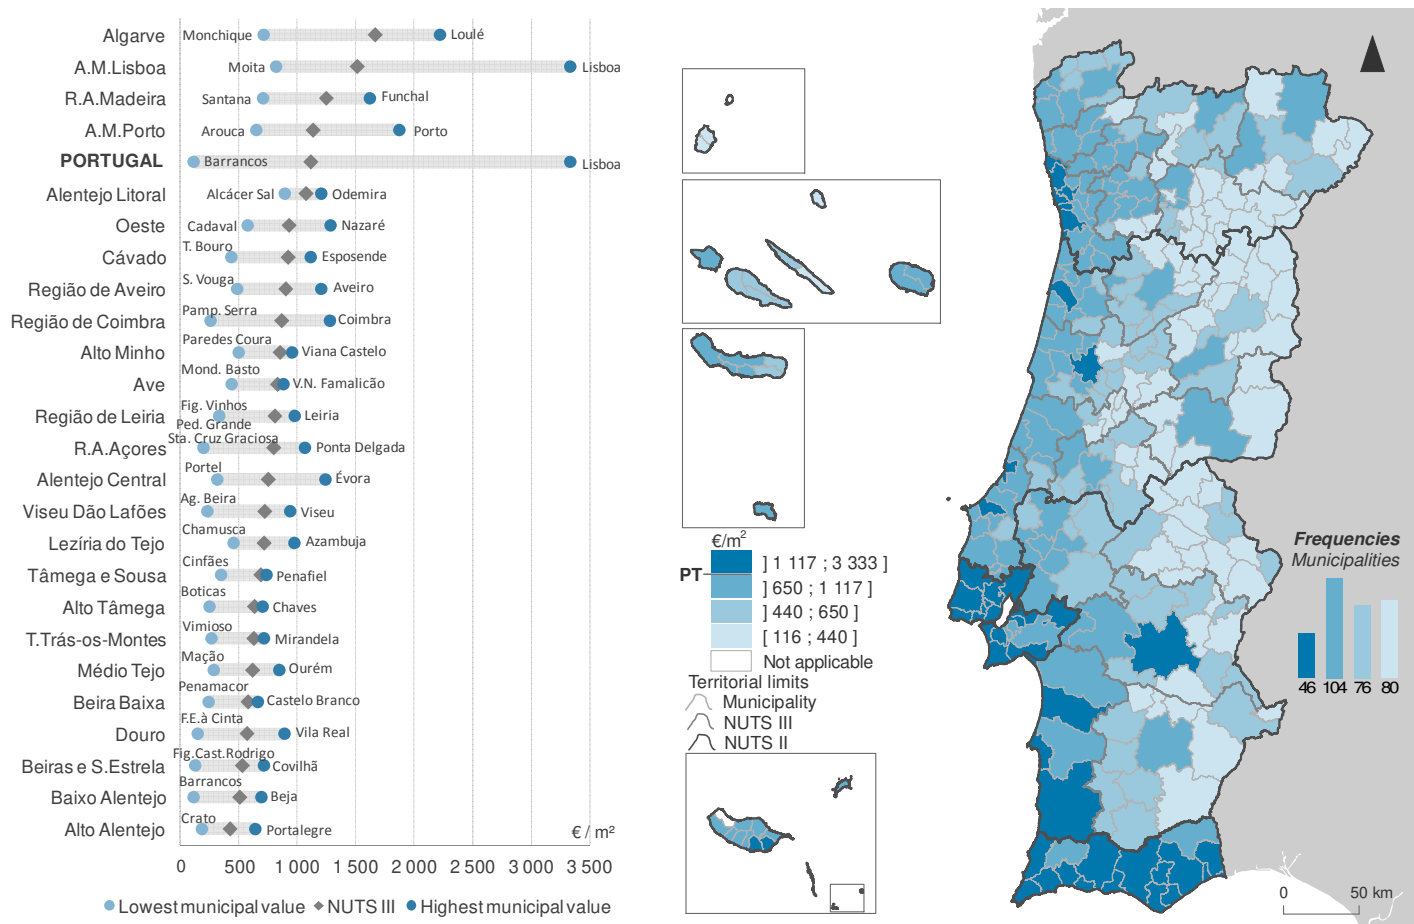 Algarve
Monchique
Loulé
A.M.Lisboa
Moita
Lisboa
R.A.Madeira
Santana
Funchal
A.M.Porto
Arouca
Porto
PORTUGAL
Barrancos
Lisboa
Alentejo Litoral
Alcácer Sal
Odemira
Oeste
Cadaval
Nazaré
Cávado
T. Bouro
Esposende
Região de Aveiro
S. Vouga
Aveiro
Região de Coimbra
Pamp. Serra
Coimbra
Alto Minho
Paredes Coura
Viana Castelo
Ave
Mond. Basto
V.N. Famalicão
Região de Leiria
Fig. Vinhos
Ped. Grande
Leiria
R.A.Açores
Sta. Cruz Graciosa
Ponta Delgada
Alentejo Central
Portel
Évora
Viseu Dão Lafões
Ag. Beira
Viseu
Lezíria do Tejo
Chamusca
Azambuja
Tâmega e Sousa
Cinfães
Penafiel
Alto Tâmega
Boticas
Chaves
T.Trás-os-Montes
Vimioso
Mirandela
Médio Tejo
Mação
Ourém
Beira Baixa
Penamacor
Castelo Branco
Douro
F.E.à Cinta
Vila Real
Beiras e S.Estrela
Fig.Cast.Rodrigo
Covilhã
Baixo Alentejo
Barrancos
Beja
Alto Alentejo
Crato
Portalegre
€ / m²
0 500 1 000 1 500 2 000 2 500 3 000 3 500
Lowest municipal value NUTS III Highest municipal value
€/m²
PT
] 1 117 ; 3 333 ]
] 650 ; 1 117 ]
] 440 ; 650 ]
[ 116 ; 440 ]
Not applicable
Territorial limits
Municipality
NUTS III
NUTS II
Frequencies
Municipalities
46 104 76 80
0 50 km